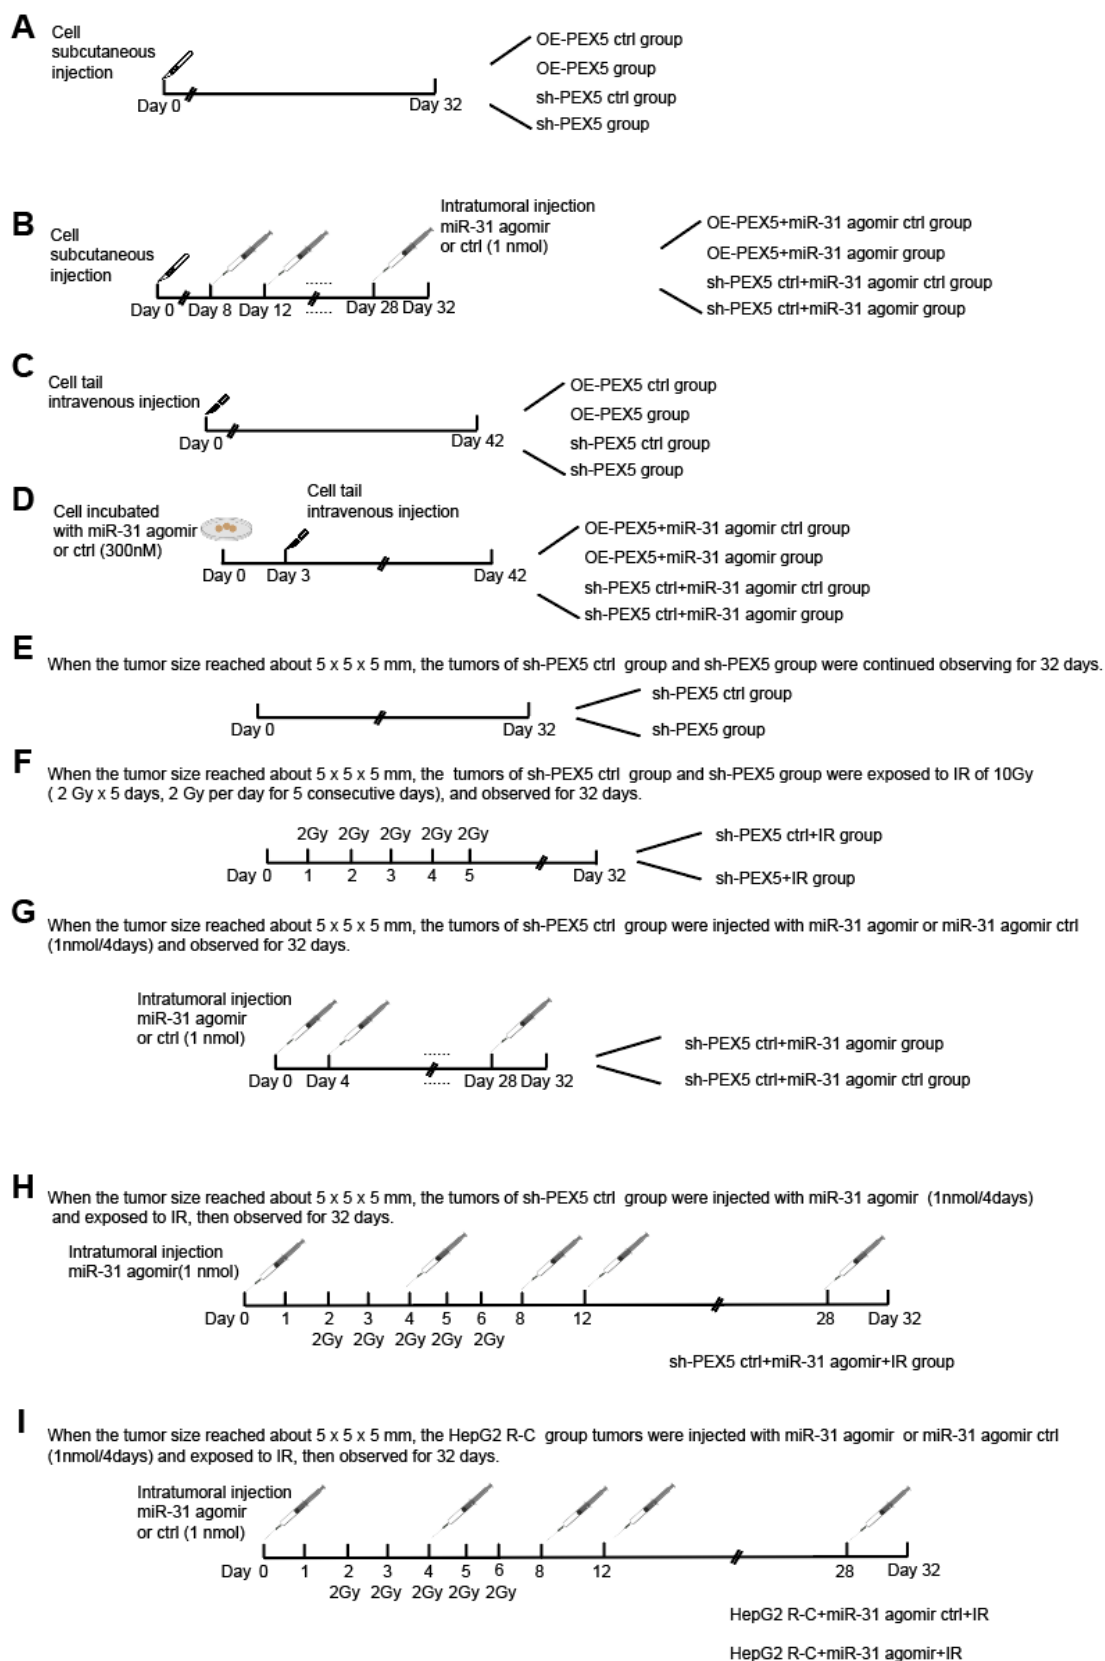 A
Cell
subcutaneous
injection
Day 0
Day 32
OE-PEX5 ctrl group
OE-PEX5 group
sh-PEX5 ctrl group
sh-PEX5 group
B
Cell
subcutaneous
injection
Intratumoral injection
miR-31 agomir
or ctrl (1 nmol)
......
Day 0 Day 8 Day 12 ...... Day 28 Day 32
OE-PEX5+miR-31 agomir ctrl group
OE-PEX5+miR-31 agomir group
sh-PEX5 ctrl+miR-31 agomir ctrl group
sh-PEX5 ctrl+miR-31 agomir group
C
Cell tail
intravenous injection
Day 0
Day 42
OE-PEX5 ctrl group
OE-PEX5 group
sh-PEX5 ctrl group
sh-PEX5 group
D
Cell incubated
with miR-31 agomir
or ctrl (300nM)
Cell tail
intravenous injection
Day 0 Day 3 Day 42
OE-PEX5+miR-31 agomir ctrl group
OE-PEX5+miR-31 agomir group
sh-PEX5 ctrl+miR-31 agomir ctrl group
sh-PEX5 ctrl+miR-31 agomir group
E
When the tumor size reached about 5 x 5 x 5 mm, the tumors of sh-PEX5 ctrl group and sh-PEX5 group were continued observing for 32 days.
Day 0 Day 32
sh-PEX5 ctrl group
sh-PEX5 group
F
When the tumor size reached about 5 x 5 x 5 mm, the tumors of sh-PEX5 ctrl group and sh-PEX5 group were exposed to IR of 10Gy
( 2 Gy x 5 days, 2 Gy per day for 5 consecutive days), and observed for 32 days.
2Gy 2Gy 2Gy 2Gy 2Gy
Day 0 1 2 3 4 5 Day 32
sh-PEX5 ctrl+IR group
sh-PEX5+IR group
G
When the tumor size reached about 5 x 5 x 5 mm, the tumors of sh-PEX5 ctrl group were injected with miR-31 agomir or miR-31 agomir ctrl
(1nmol/4days) and observed for 32 days.
Intratumoral injection
miR-31 agomir
or ctrl (1 nmol)
......
Day 0 Day 4 ...... Day 28 Day 32
sh-PEX5 ctrl+miR-31 agomir group
sh-PEX5 ctrl+miR-31 agomir ctrl group
H
When the tumor size reached about 5 x 5 x 5 mm, the tumors of sh-PEX5 ctrl group were injected with miR-31 agomir (1nmol/4days)
and exposed to IR, then observed for 32 days.
Intratumoral injection
miR-31 agomir(1 nmol)
Day 0 1 2 3 4 5 6 8 12 28 Day 32
2Gy 2Gy 2Gy 2Gy 2Gy
sh-PEX5 ctrl+miR-31 agomir+IR group
I
When the tumor size reached about 5 x 5 x 5 mm, the HepG2 R-C group tumors were injected with miR-31 agomir or miR-31 agomir ctrl
(1nmol/4days) and exposed to IR, then observed for 32 days.
Intratumoral injection
miR-31 agomir
or ctrl (1 nmol)
Day 0 1 2 3 4 5 6 8 12 28 Day 32
2Gy 2Gy 2Gy 2Gy 2Gy
HepG2 R-C+miR-31 agomir ctrl+IR
HepG2 R-C+miR-31 agomir+IR